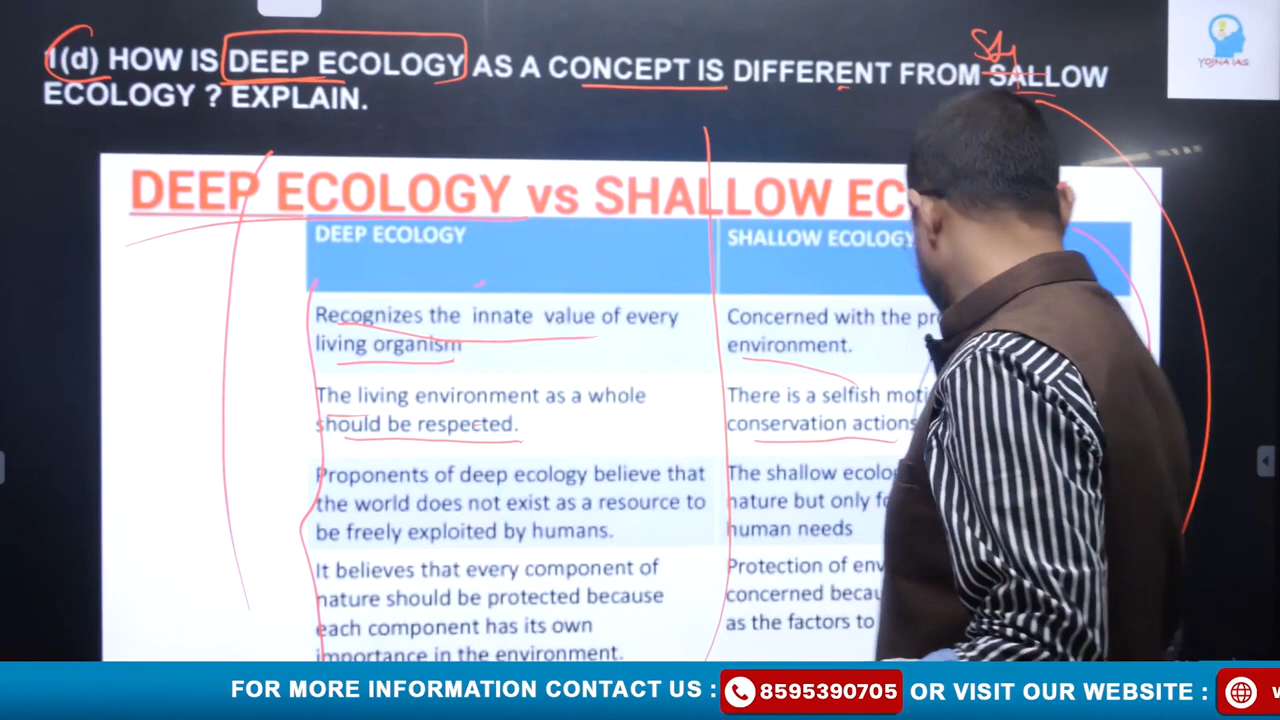 1(d) HOW IS DEEP ECOLOGY AS A CONCEPT IS DIFFERENT FROM SALLOW
ECOLOGY ? EXPLAIN.
YOJNA IAS
DEEP ECOLOGY vs SHALLOW EC
DEEP ECOLOGY
SHALLOW ECOLOGY
Recognizes the innate value of every
living organism
Concerned with the
environment.
The living environment as a whole
should be respected.
There is a selfish
conservation actions
Proponents of deep ecology believe that
the world does not exist as a resource to
be freely exploited by humans.
The shallow
nature but only
human needs
It believes that every component of
nature should be protected because
each component has its own
importance in the environment.
Protection of
concerned
as the factors to
FOR MORE INFORMATION CONTACT US : 8595390705 OR VISIT OUR WEBSITE :